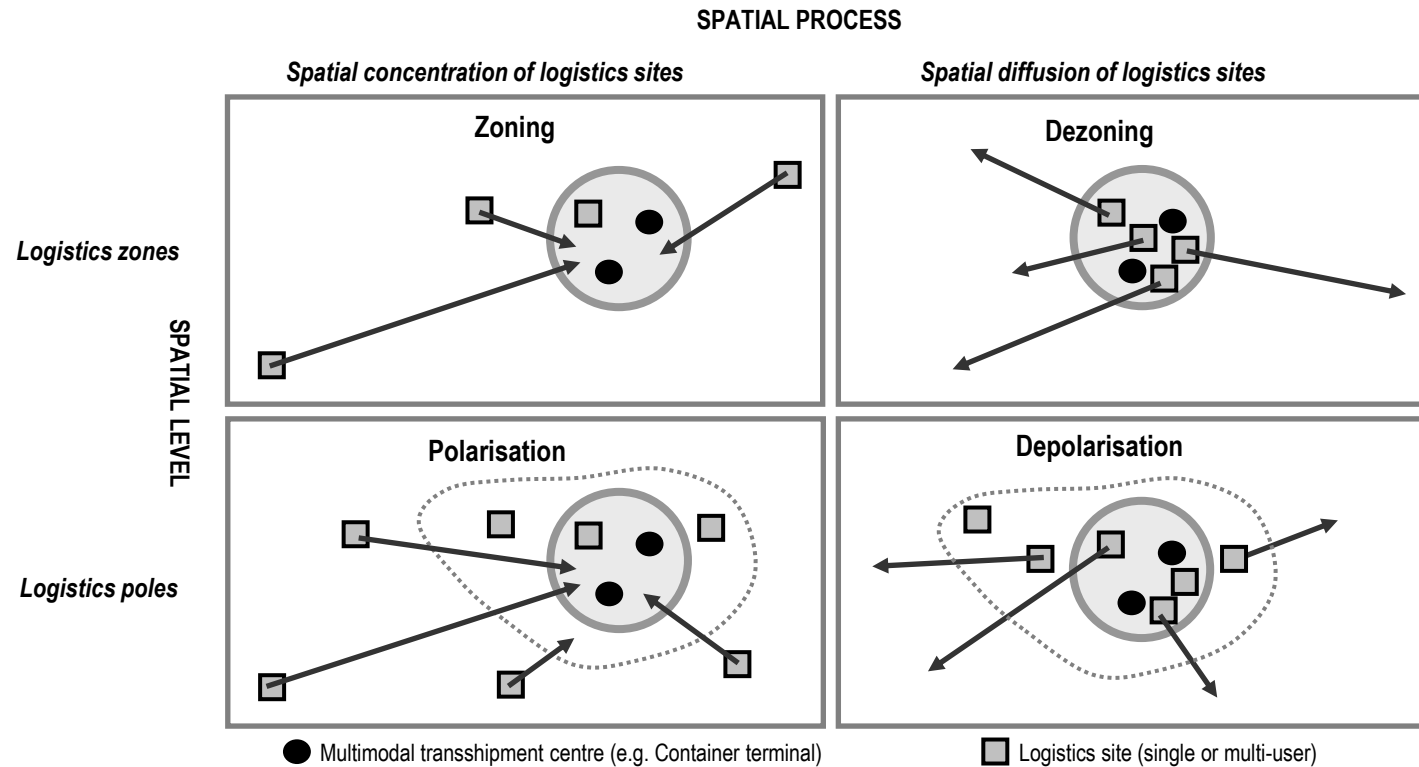 SPATIAL PROCESS
Spatial concentration of logistics sites
Spatial diffusion of logistics sites
Zoning
Dezoning
Logistics zones
SPATIAL LEVEL
Polarisation
Depolarisation
Logistics poles
Multimodal transshipment centre (e.g. Container terminal)
Logistics site (single or multi-user)